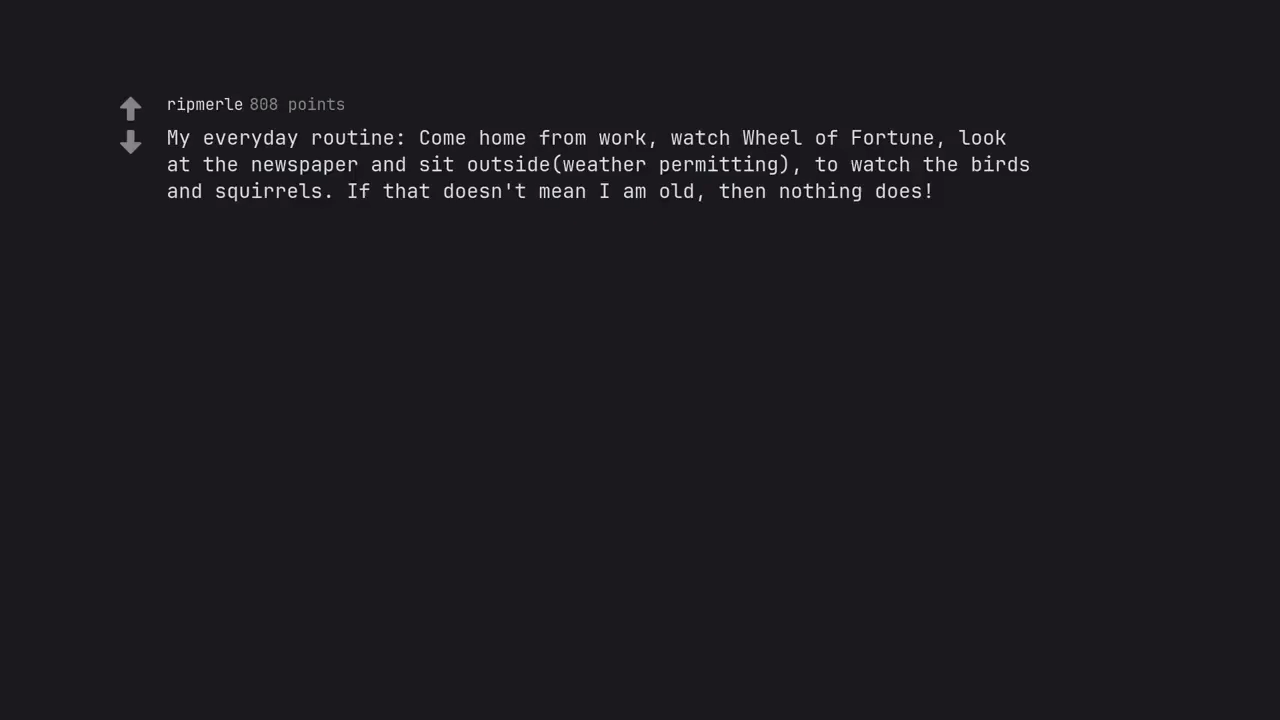 ripmerle 808 points
My everyday routine: Come home from work, watch Wheel of Fortune, look
at the newspaper and sit outside(weather permitting), to watch the birds
and squirrels. If that doesn't mean I am old, then nothing does!